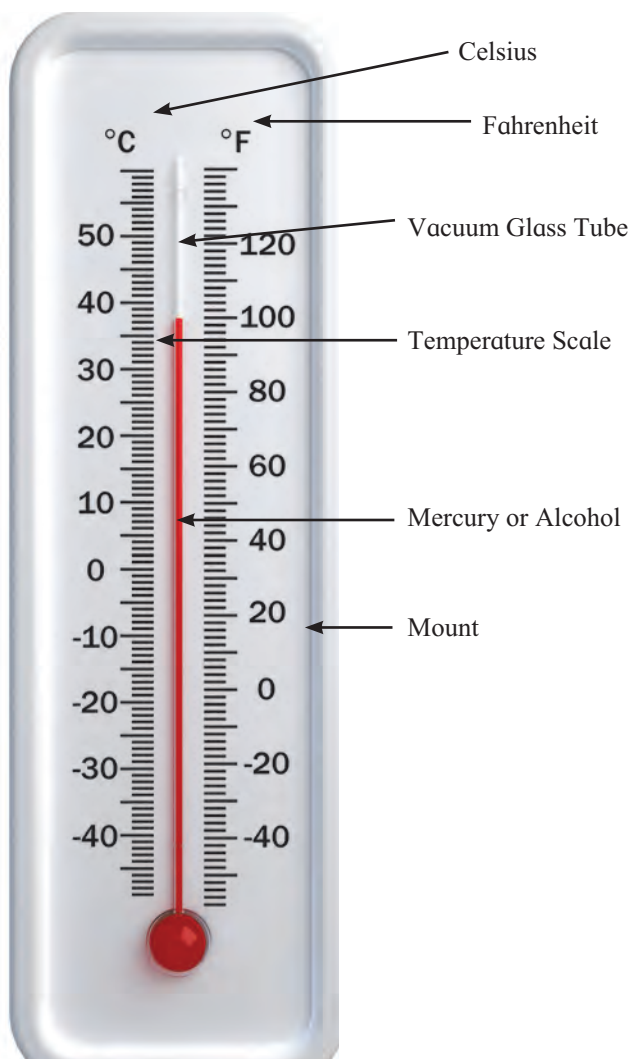 Celsius
Fahrenheit
°C
°F
Vacuum Glass Tube
50
120
40
100
Temperature Scale
30
80
20
60
10
Mercury or Alcohol
40
0
20
Mount
-10
0
-20
-20
-30
-40
-40